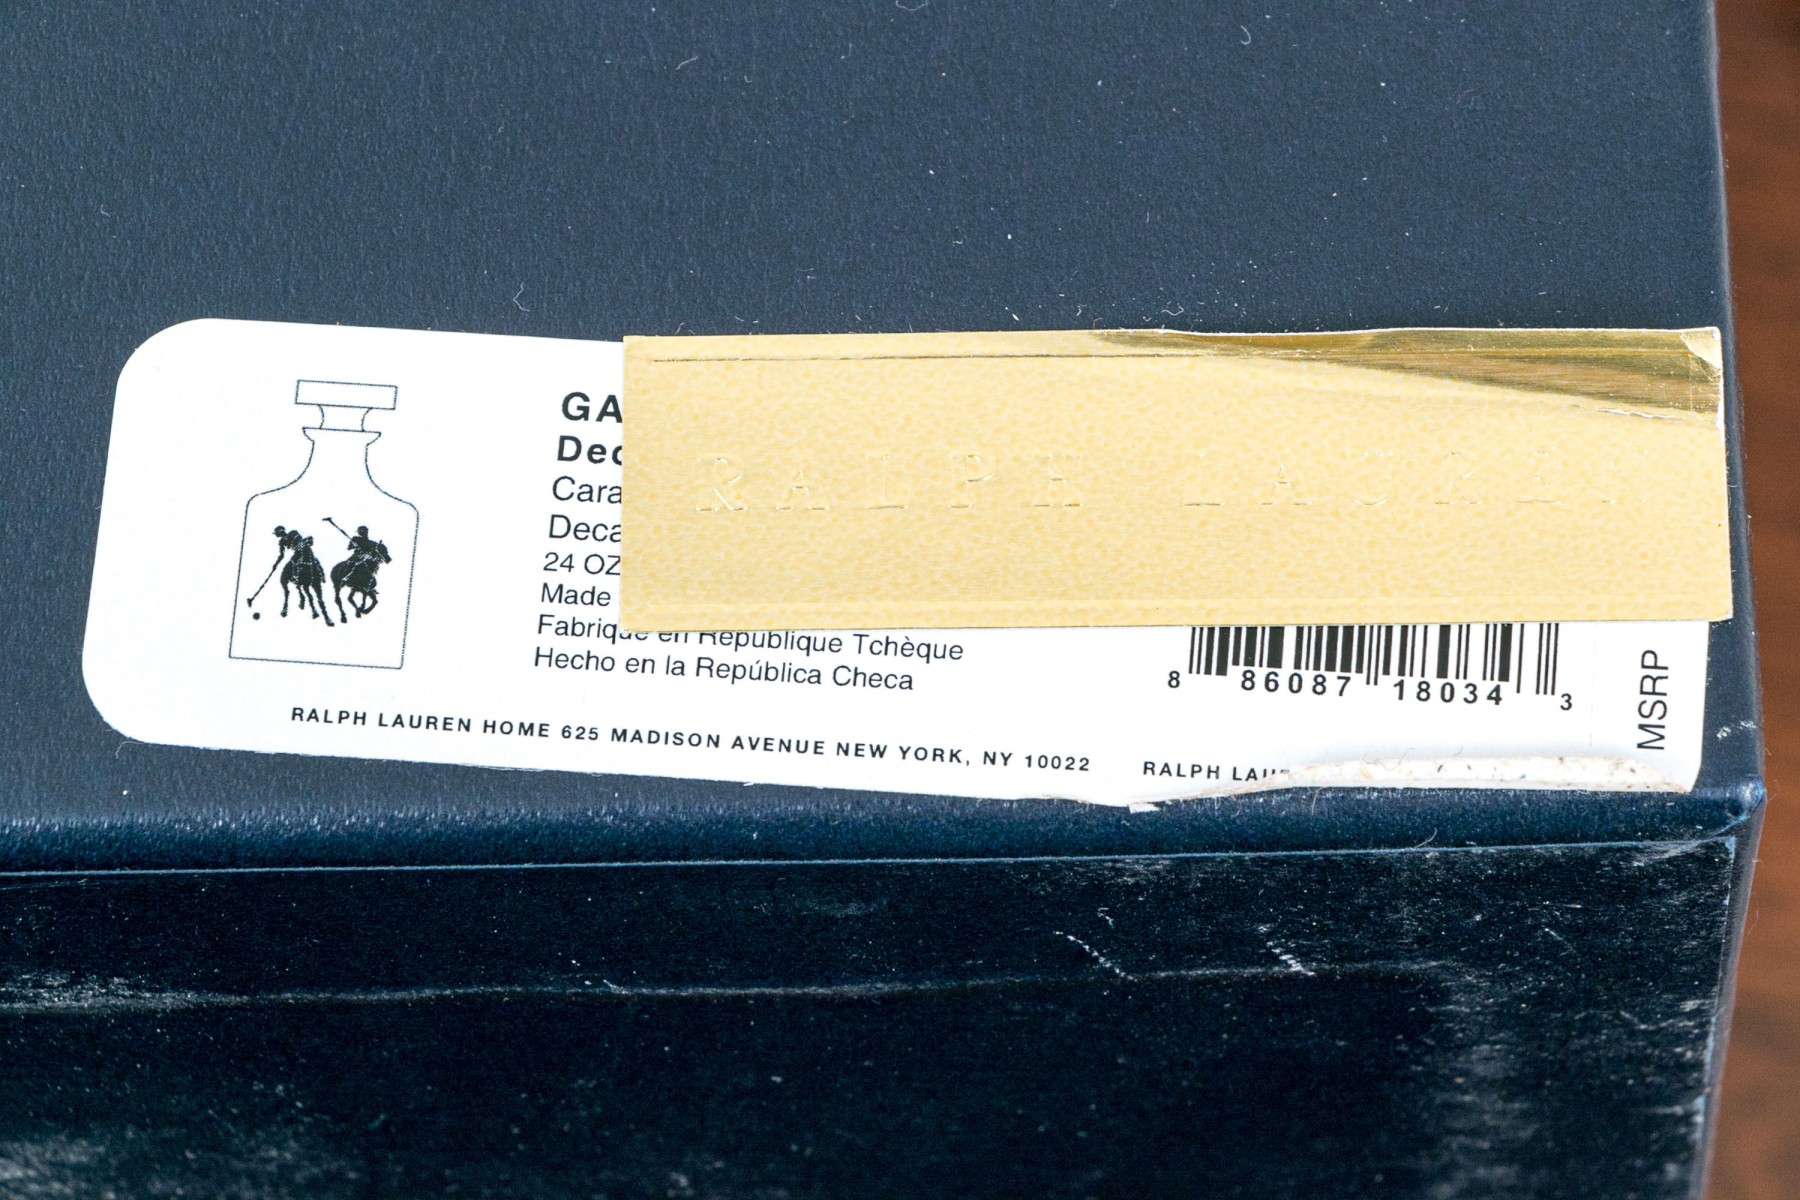 GA
Dec
Cara
Deca
24 OZ
Made
Fabrique en République Tchèque
Hecho en la República Checa
RALPH LAUREN HOME 625 MADISON AVENUE NEW YORK, NY 10022
RALPH LAUREN
8 86087 18034 3
MSRP
RALPH LAU